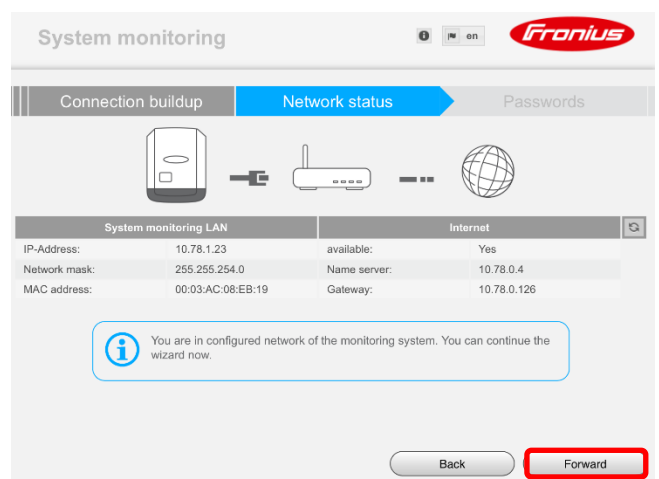 System monitoring
en
Fronius
Connection buildup
Network status
Passwords
System monitoring LAN
Internet
IP-Address: 10.78.1.23 available: Yes
Network mask: 255.255.254.0 Name server: 10.78.0.4
MAC address: 00:03:AC:08:EB:19 Gateway: 10.78.0.126
You are in configured network of the monitoring system. You can continue the
wizard now.
Back
Forward